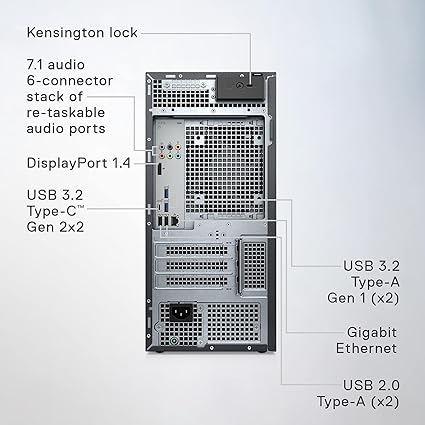 Kensington lock
7.1 audio
6-connector
stack of
re-taskable
audio ports
DisplayPort 1.4
USB 3.2
Type-C™
Gen 2x2
USB 3.2
Type-A
Gen 1 (x2)
Gigabit
Ethernet
USB 2.0
Type-A (x2)